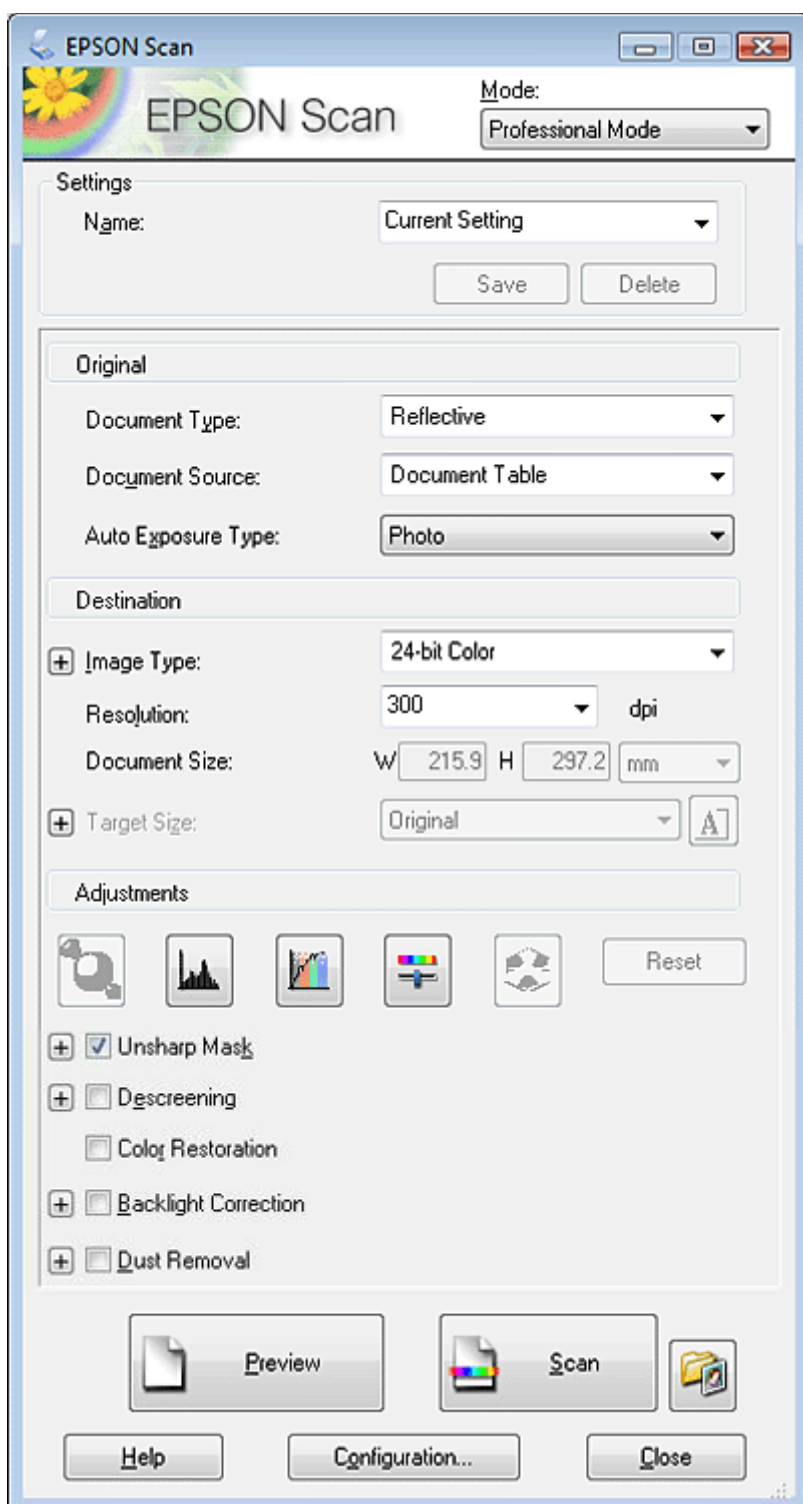 EPSON Scan
EPSON Scan
Mode:
Professional Mode
Settings
Name:
Current Setting
Save
Delete
Original
Document Type:
Reflective
Document Source:
Document Table
Auto Exposure Type:
Photo
Destination
Image Type:
24-bit Color
Resolution:
300
dpi
Document Size:
W 215.9 H 297.2 mm
Target Size:
Original
A
Adjustments
Reset
Unsharp Mask
Descreening
Color Restoration
Backlight Correction
Dust Removal
Preview
Scan
Help
Configuration...
Close